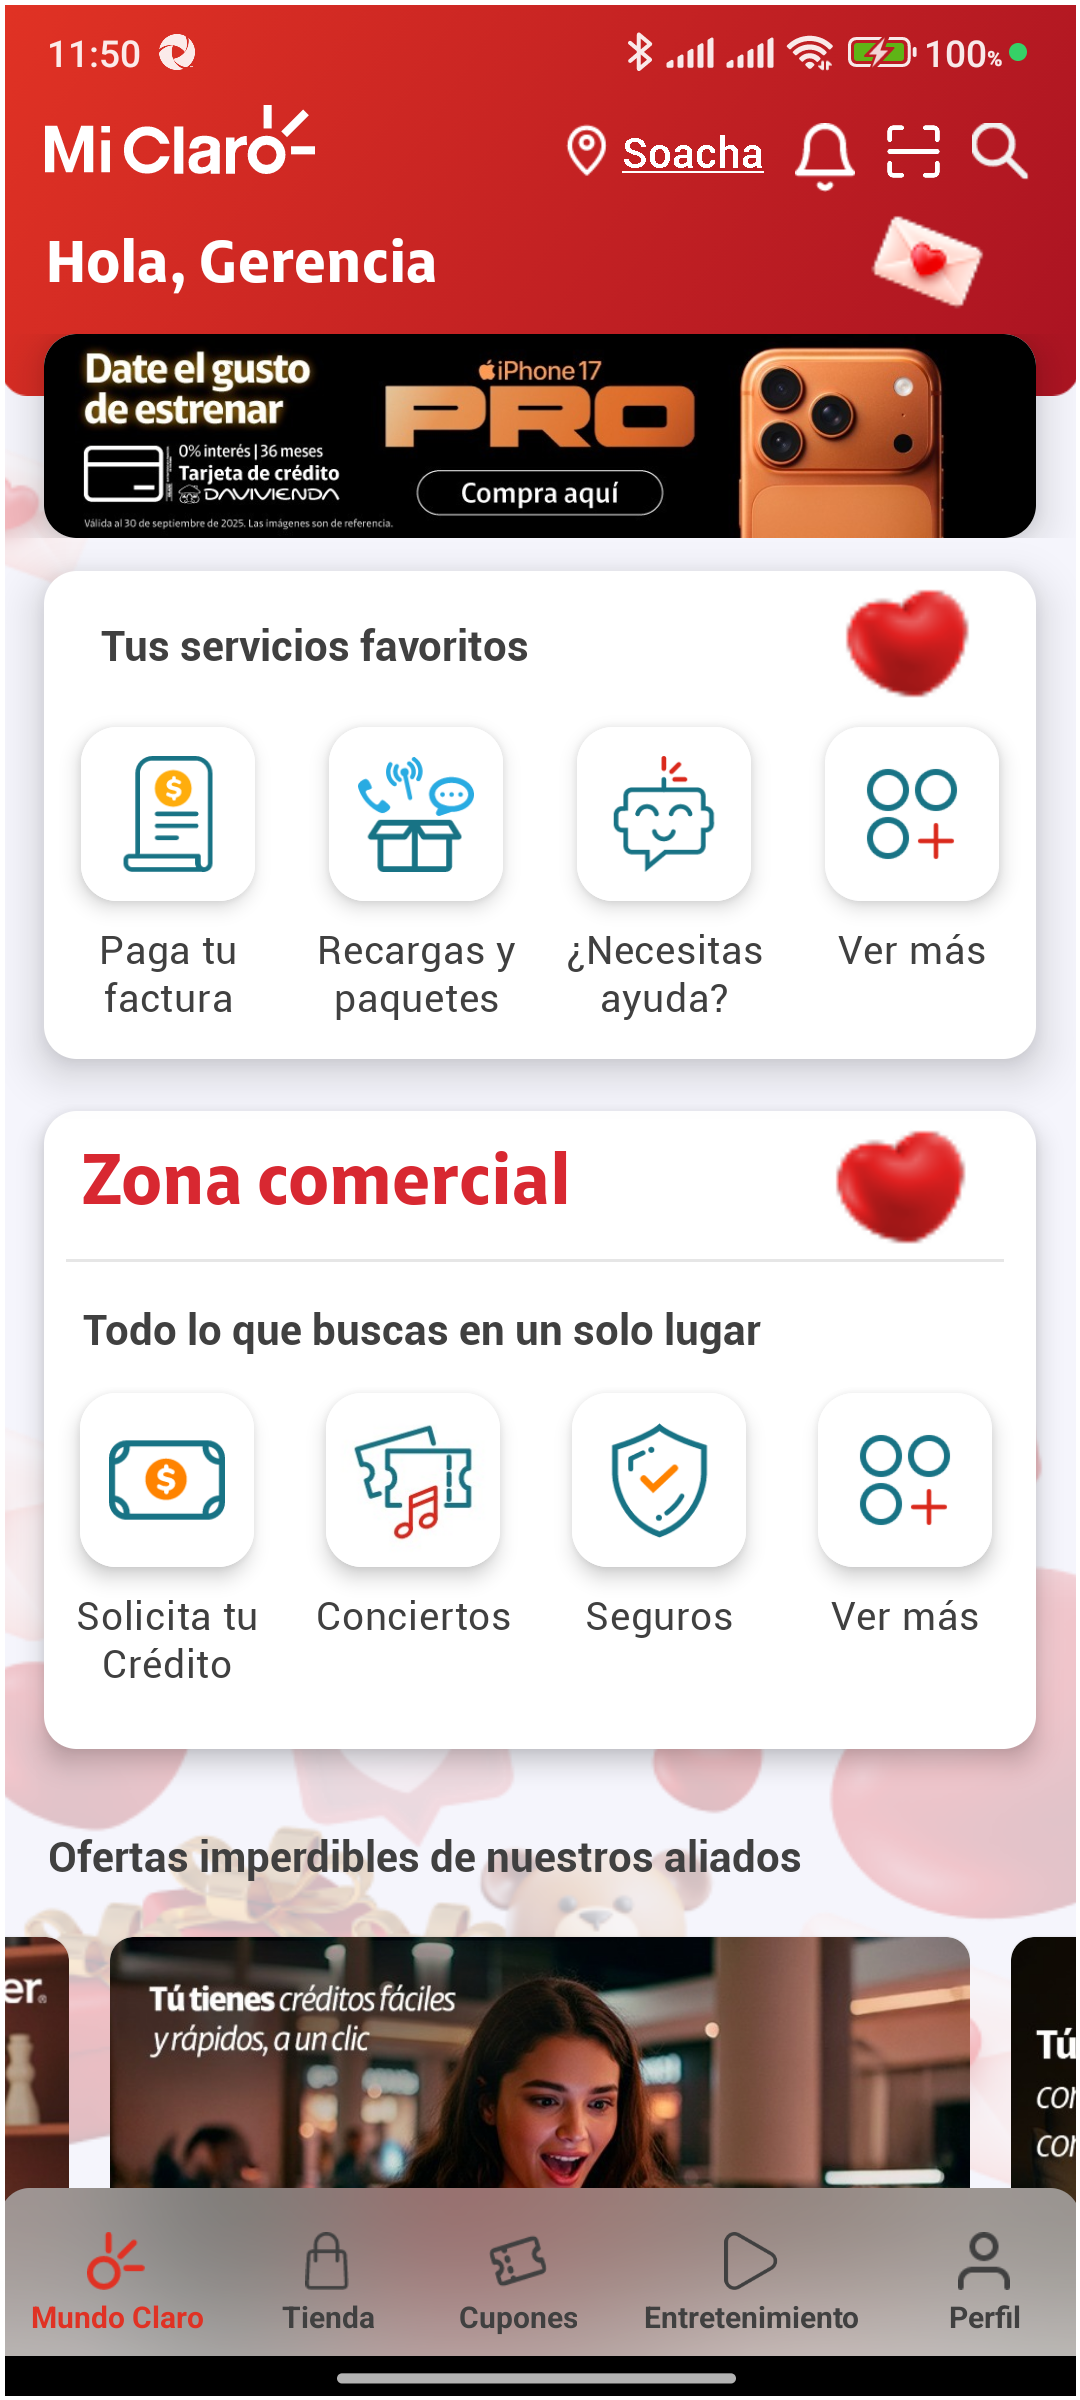 11:50
100%
Mi Claro
Soacha
Hola, Gerencia
Date el gusto
de estrenar
0% interés | 36 meses
Tarjeta de crédito
DAVIVIENDA
Válida al 30 de septiembre de 2025. Las imágenes son de referencia.
iPhone 17
PRO
Compra aquí
Tus servicios favoritos
Paga tu
factura
Recargas y
paquetes
¿Necesitas
ayuda?
Ver más
Zona comercial
Todo lo que buscas en un solo lugar
Solicita tu
Crédito
Conciertos
Seguros
Ver más
Ofertas imperdibles de nuestros aliados
er.
Tú tienes créditos fáciles
y rápidos, a un clic
Tú
con
con
Mundo Claro
Tienda
Cupones
Entretenimiento
Perfil